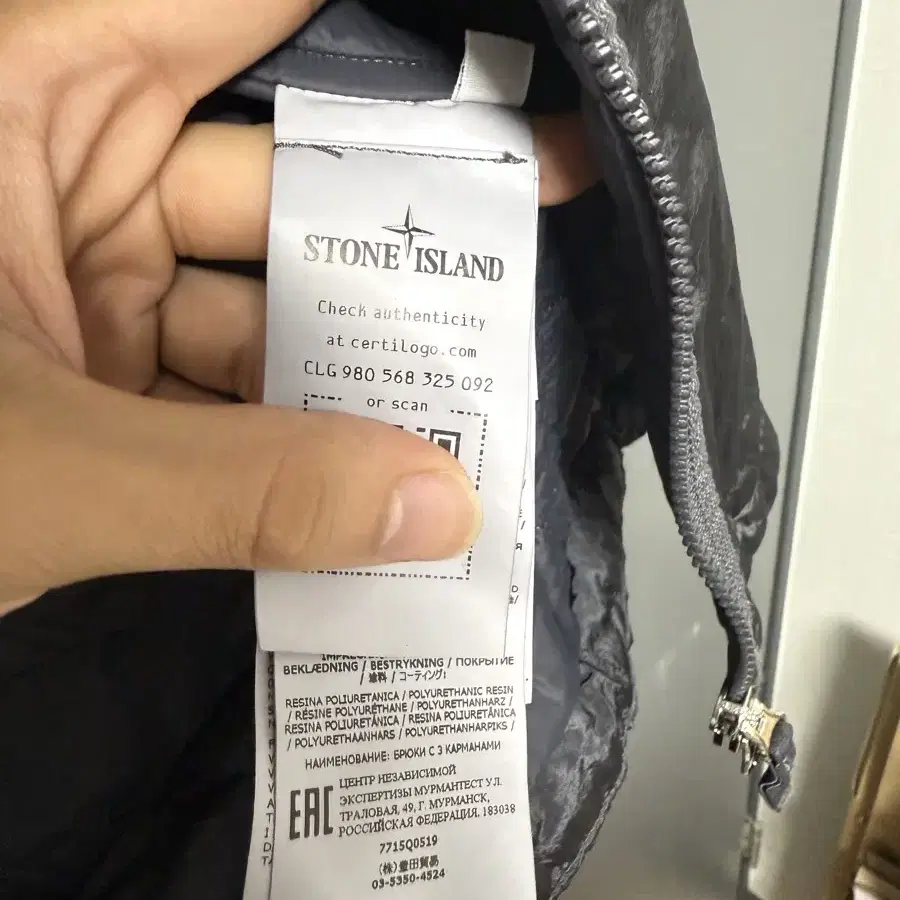 STONE ISLAND
Check authenticity
at certilogo.com
CLG 980 568 325 092
or scan
BEKLÆDNING / BESTRYKNING / ПОКРЫТИЕ
/ 塗料 / コーティング:
RESINA POLIURETANICA / POLYURETHANIC RESIN
/ RÉSINE POLYURÉTHANE / POLYURETHANHARZ /
RESINA POLIURETÁNICA / RESINA POLIURETÂNICA
/ POLYURETHAANHARS / POLYURETHANHARPIKS /
НАИМЕНОВАНИЕ: БРЮКИ С 3 КАРМАНАМИ
EAC
ЦЕНТР НЕЗАВИСИМОЙ
ЭКСПЕРТИЗЫ МУРМАНТЕСТ УЛ.
ТРАЛОВАЯ, 49, Г. МУРМАНСК,
РОССИЙСКАЯ ФЕДЕРАЦИЯ, 183038
7715Q0519
(株) 豊田貿易
03-5350-4524